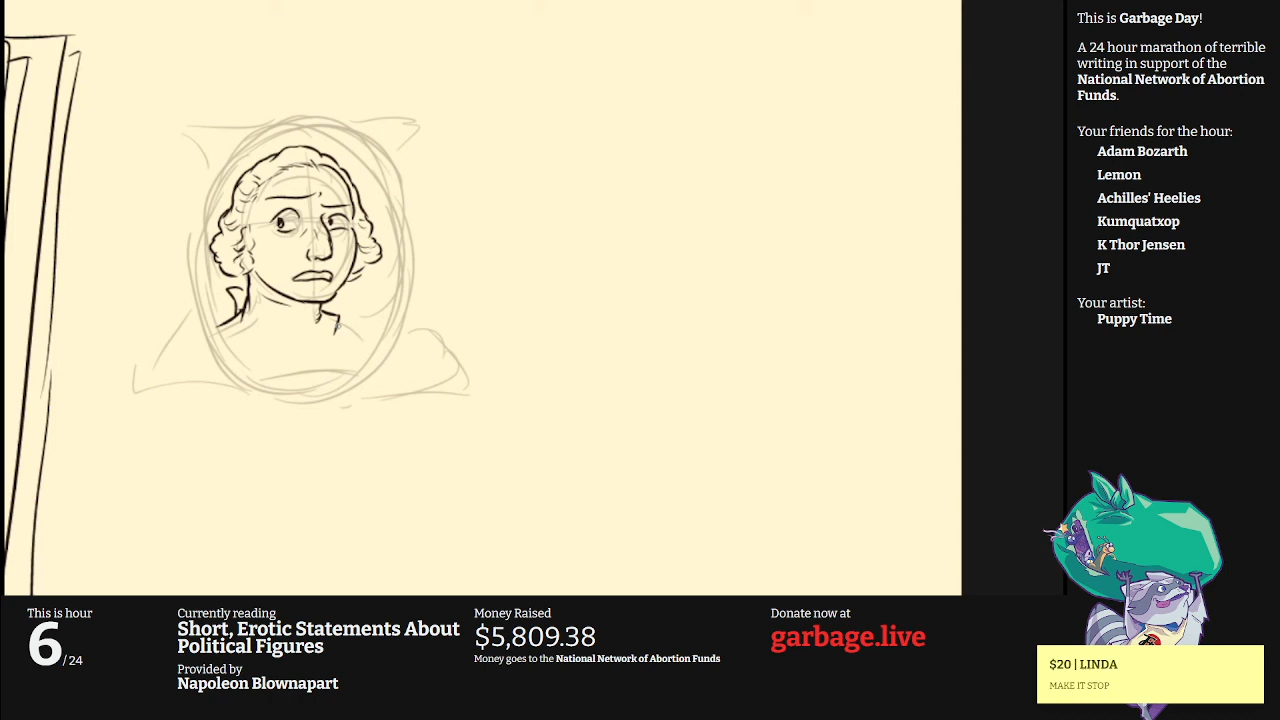 This is Garbage Day!
A 24 hour marathon of terrible
writing in support of the
National Network of Abortion
Funds.
Your friends for the hour:
Adam Bozarth
Lemon
Achilles' Heelies
Kumquatxop
K Thor Jensen
JT
Your artist:
Puppy Time
This is hour
6/24
Currently reading
Short, Erotic Statements About
Political Figures
Provided by
Napoleon Blownapart
Money Raised
$5,809.38
Money goes to the National Network of Abortion Funds
Donate now at
garbage.live
$20 | LINDA
MAKE IT STOP